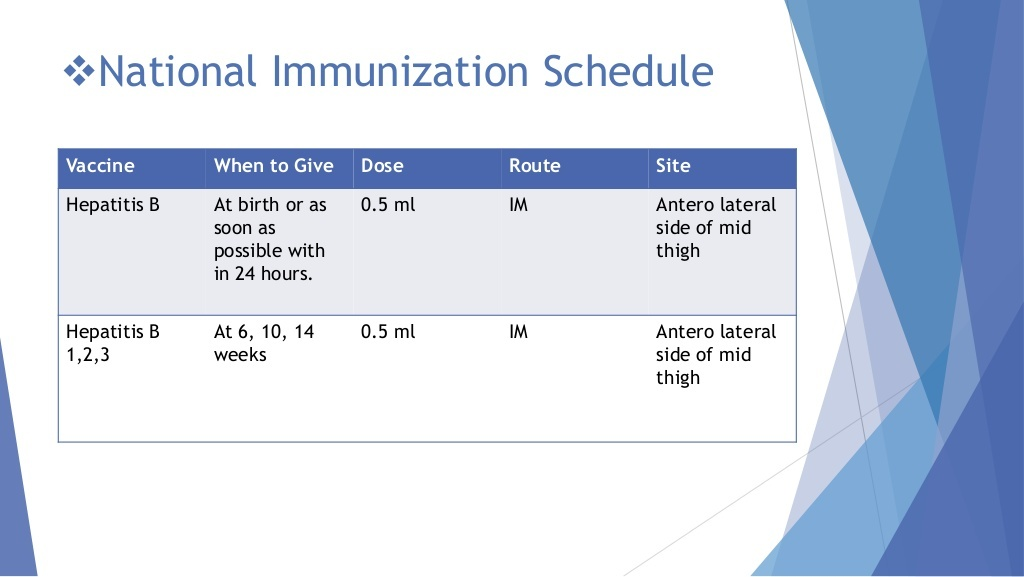 ❖National Immunization Schedule
Vaccine When to Give Dose Route Site
Hepatitis B At birth or as soon as possible with in 24 hours. 0.5 ml IM Antero lateral side of mid thigh
Hepatitis B 1,2,3 At 6, 10, 14 weeks 0.5 ml IM Antero lateral side of mid thigh